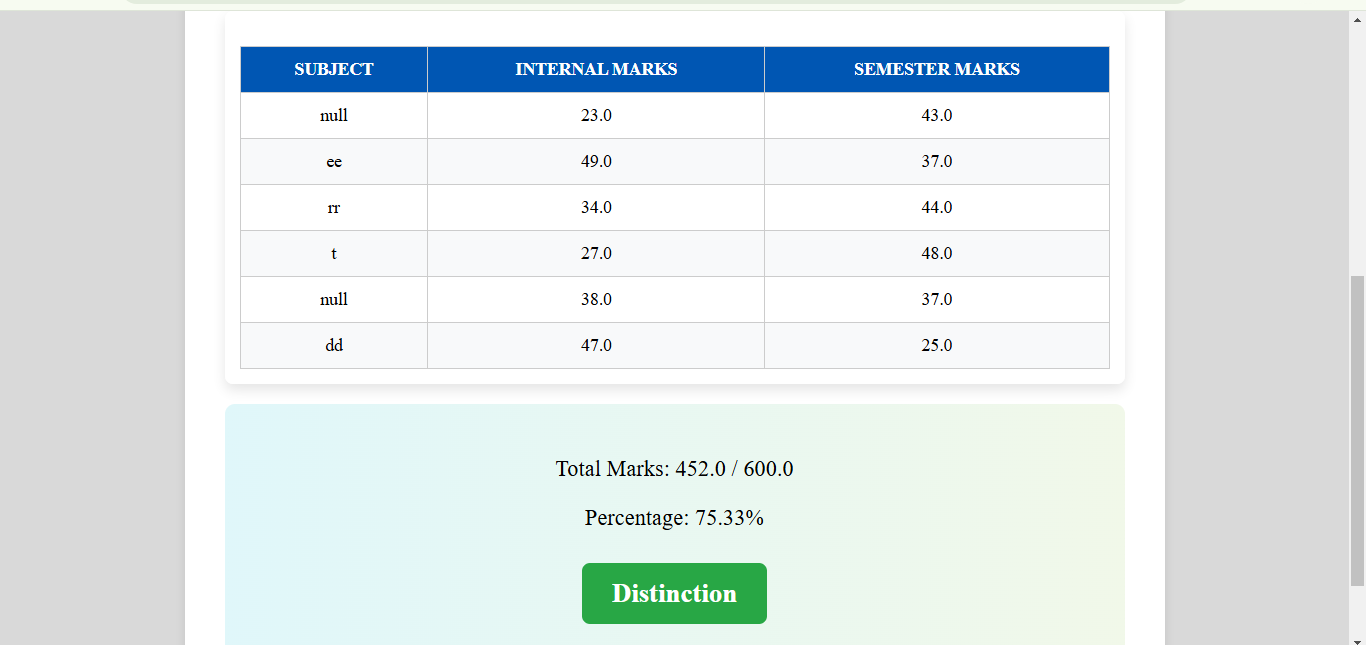 SUBJECT INTERNAL MARKS SEMESTER MARKS
null 23.0 43.0
ee 49.0 37.0
rr 34.0 44.0
t 27.0 48.0
null 38.0 37.0
dd 47.0 25.0
Total Marks: 452.0 / 600.0
Percentage: 75.33%
Distinction